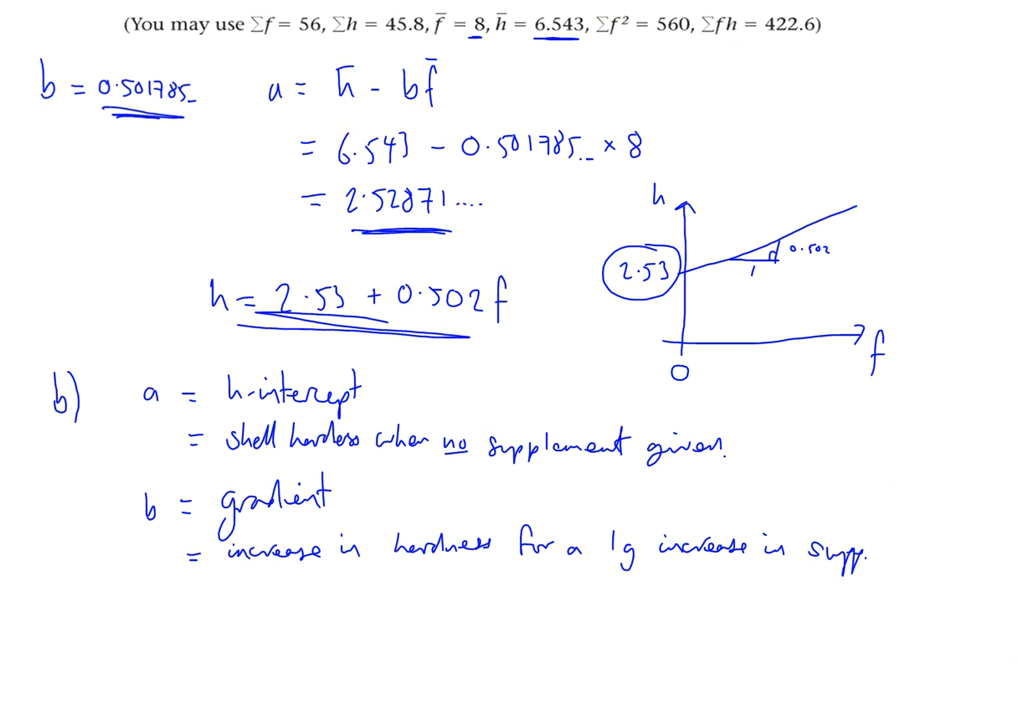 (You may use Σf = 56, Σh = 45.8, f̄ = 8, h̄ = 6.543, Σf² = 560, Σfh = 422.6)
b = 0.501785..
a = h̄ - bf̄
= 6.543 - 0.501785.. × 8
= 2.52871....
h = 2.53 + 0.502f
h
2.53
0.502
1
f
0
b) a = h-intercept
= shell hardness when no supplement given.
b = gradient
= increase in hardness for a 1g increase in supp.